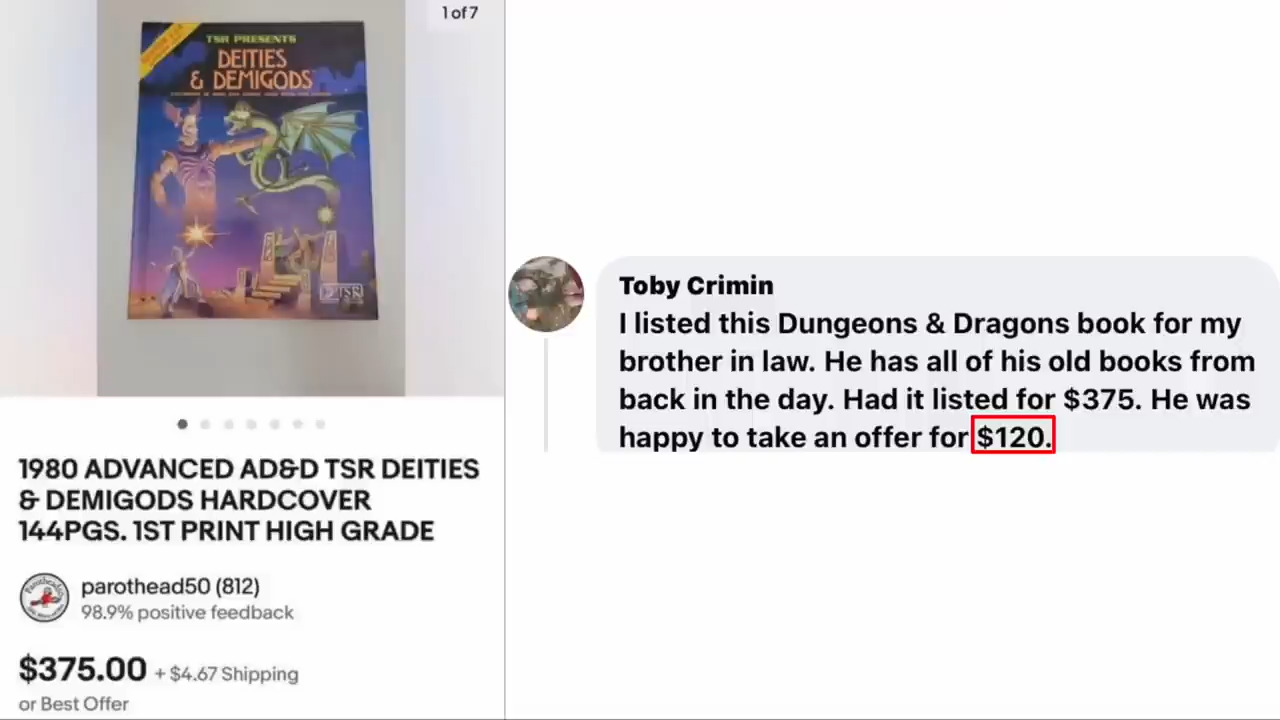 1 of 7
TSR PRESENTS
DEITIES
& DEMIGODS
TSR
1980 ADVANCED AD&D TSR DEITIES
& DEMIGODS HARDCOVER
144PGS. 1ST PRINT HIGH GRADE
parothead50 (812)
98.9% positive feedback
$375.00 + $4.67 Shipping
or Best Offer
Toby Crimin
I listed this Dungeons & Dragons book for my
brother in law. He has all of his old books from
back in the day. Had it listed for $375. He was
happy to take an offer for $120.